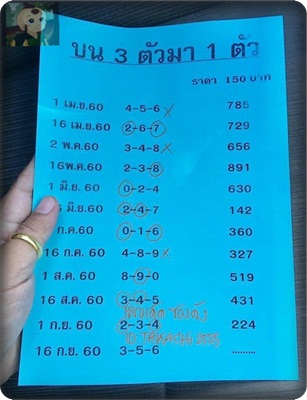 บน 3 ตัวมา 1 ตัว
ราคา 150 บาท
1 เม.ย.60 4-5-6 785
16 เม.ย.60 2-6-7 729
2 พ.ค.60 3-4-8 656
16พ.ค.60 2-3-8 891
1 มิ.ย. 60 0-2-4 630
มิ.ย.60 2-4-7 142
ก.ค.60 0-1-6 360
16 ก.ค. 60 4-8-9 327
1 ส.ค. 60 8-9-0 519
16 ส.ค. 60 3-4-5 431
1 ก.ย. 60 2-3-4 224
16 ก.ย. 60 3-5-6 .........